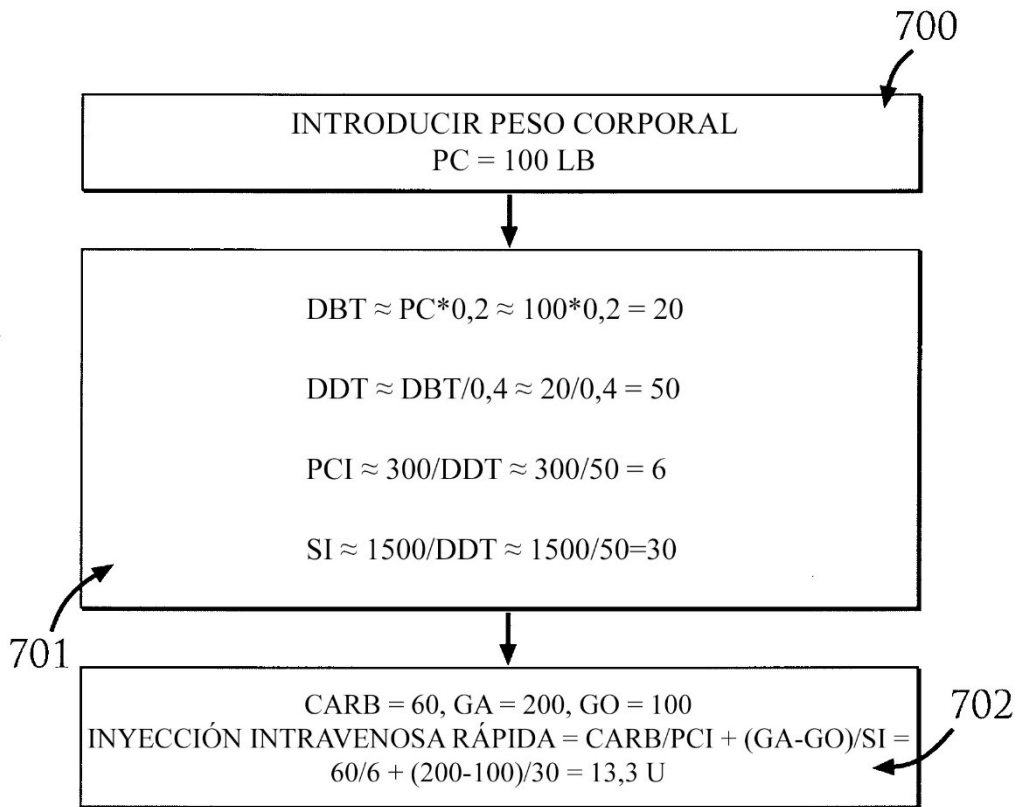 700
INTRODUCIR PESO CORPORAL
PC = 100 LB
DBT ≈ PC*0,2 ≈ 100*0,2 = 20
DDT ≈ DBT/0,4 ≈ 20/0,4 = 50
PCI ≈ 300/DDT ≈ 300/50 = 6
SI ≈ 1500/DDT ≈ 1500/50=30
701
CARB = 60, GA = 200, GO = 100
INYECCIÓN INTRAVENOSA RÁPIDA = CARB/PCI + (GA-GO)/SI =
60/6 + (200-100)/30 = 13,3 U
702